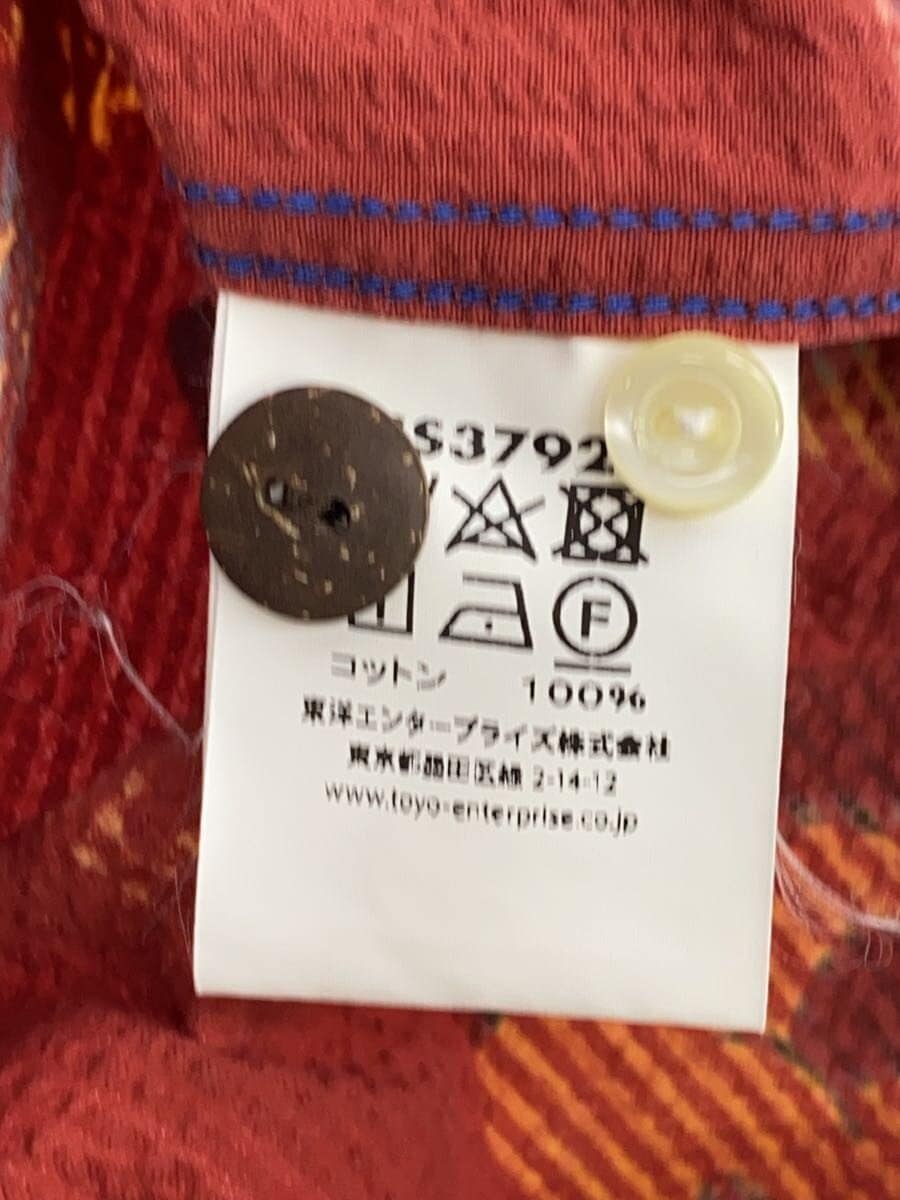 S3792
F
コットン 100%
東洋エンタープライズ株式会社
東京都墨田区緑 2-14-12
www.toyo-enterprise.co.jp